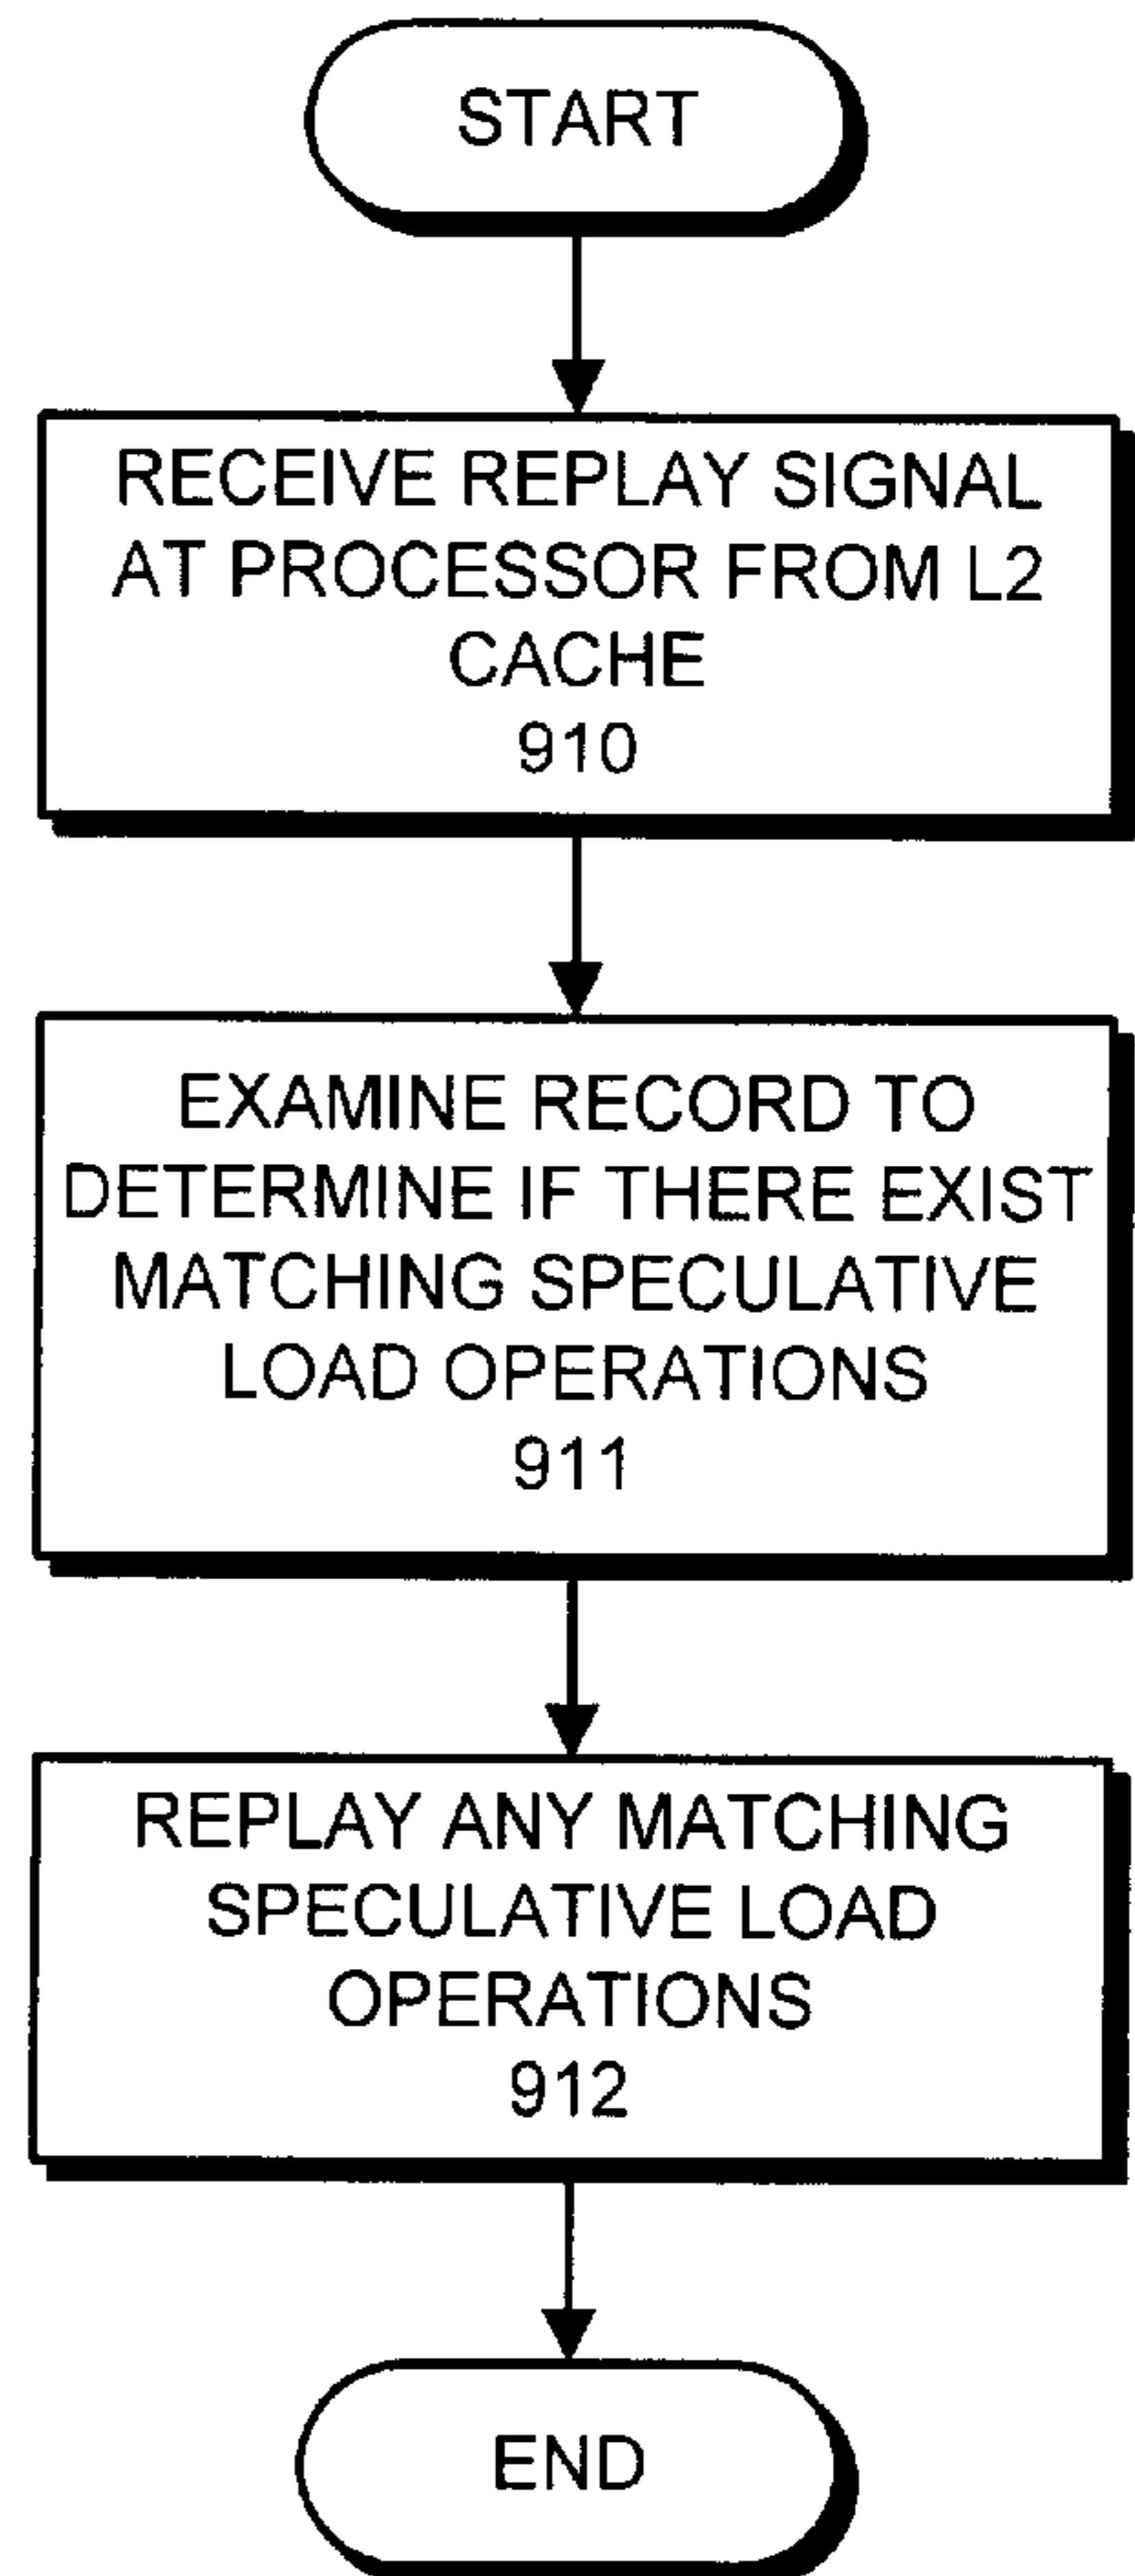 START
RECEIVE REPLAY SIGNAL
AT PROCESSOR FROM L2
CACHE
910
EXAMINE RECORD TO
DETERMINE IF THERE EXIST
MATCHING SPECULATIVE
LOAD OPERATIONS
911
REPLAY ANY MATCHING
SPECULATIVE LOAD
OPERATIONS
912
END